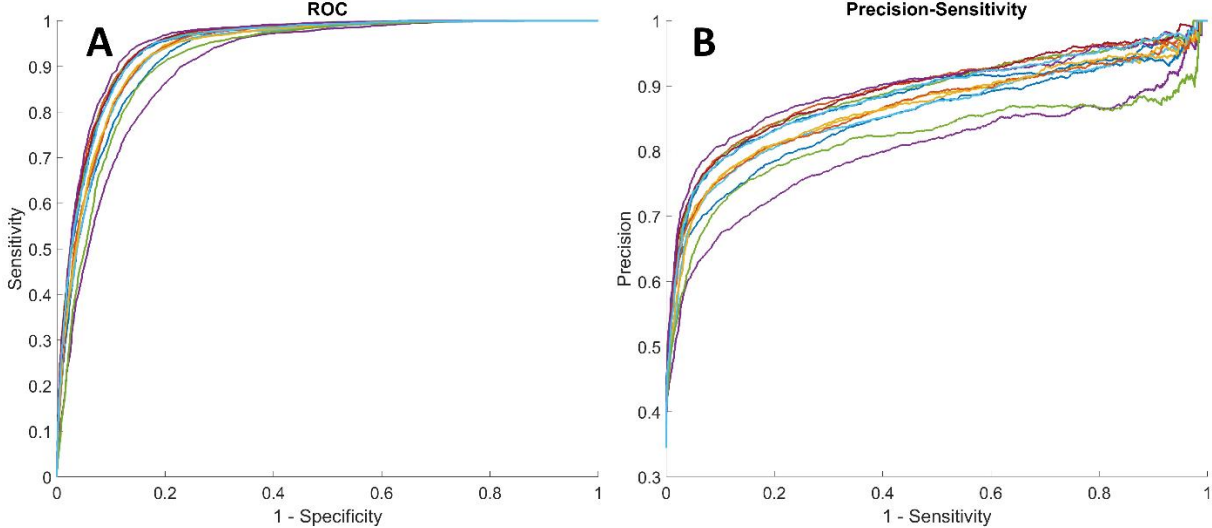 ROC
A
1
0.9
0.8
0.7
0.6
0.5
0.4
0.3
0.2
0.1
0
Sensitivity
0 0.2 0.4 0.6 0.8 1
1 - Specificity
Precision-Sensitivity
B
1
0.9
0.8
0.7
0.6
0.5
0.4
0.3
Precision
0 0.2 0.4 0.6 0.8 1
1 - Sensitivity